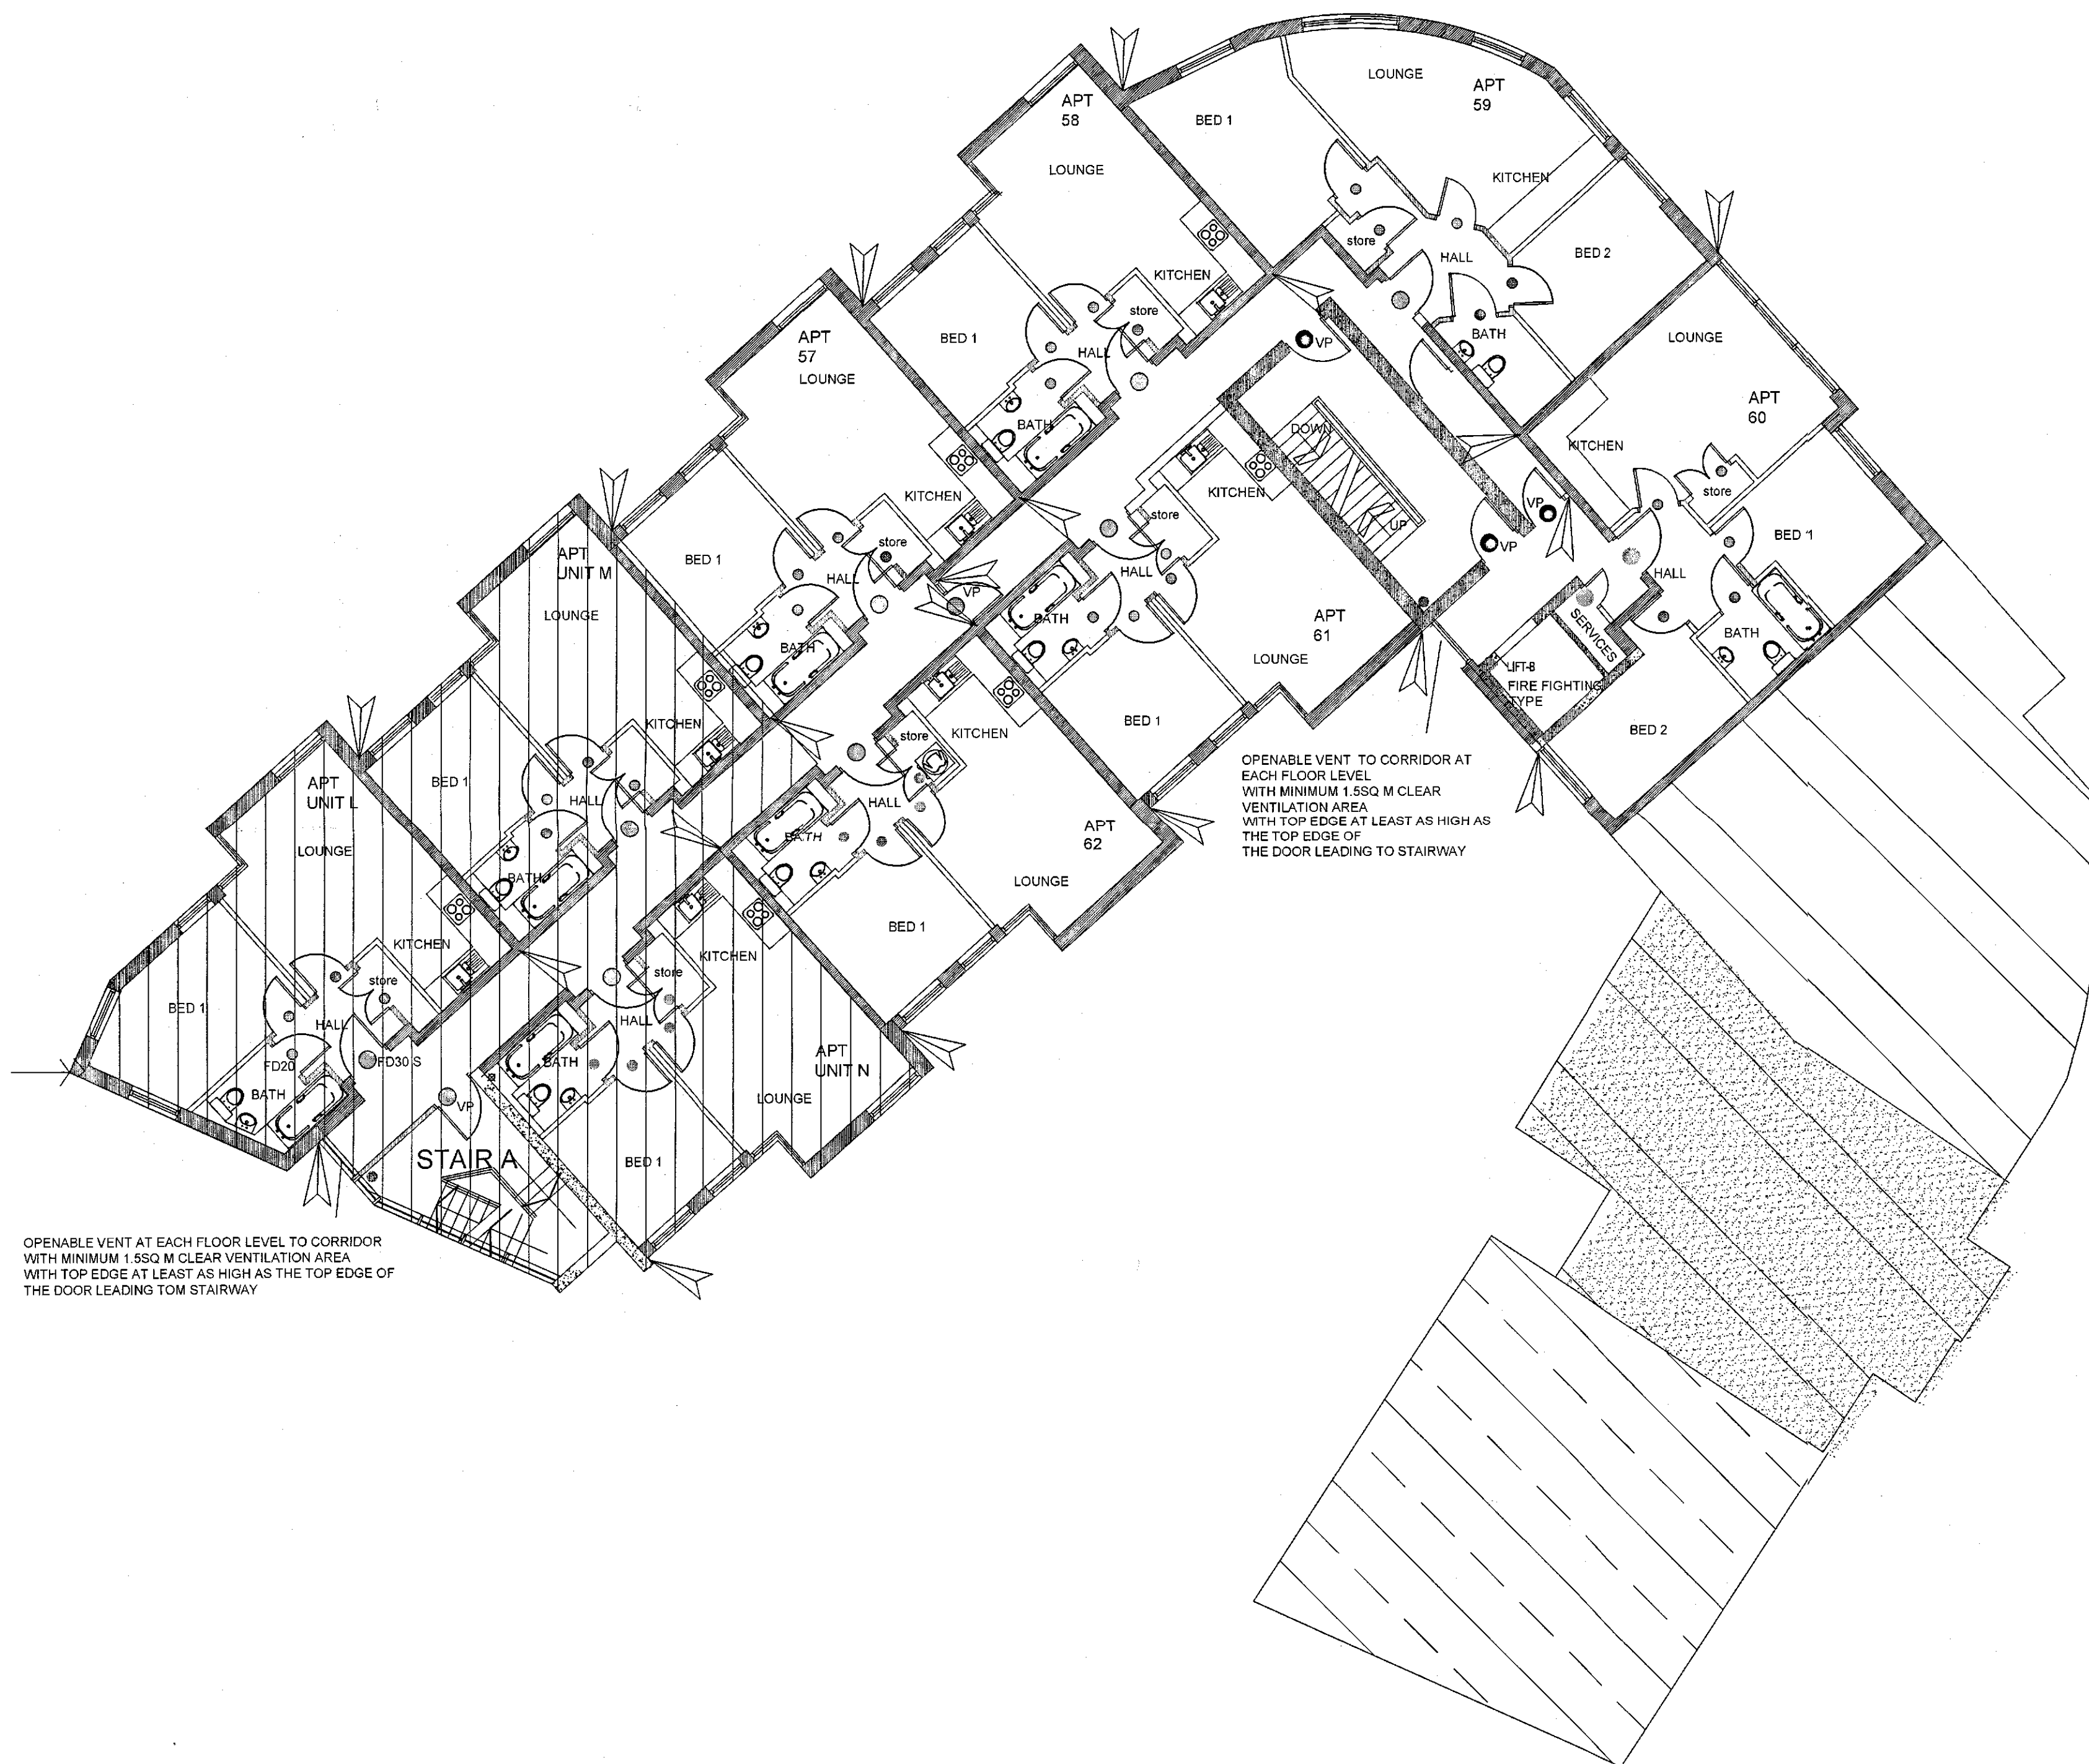 LOUNGE
APT
59
APT
58
BED 1
LOUNGE
KITCHEN
store
HALL
BED 2
KITCHEN
store
BED 1
HALL
BATH
VP
BATH
APT
57
LOUNGE
LOUNGE
APT
60
KITCHEN
store
BED 1
HALL
BATH
BED 2
DOWN
UP
VP
VP
SERVICES
LIFT-B
FIRE FIGHTING
TYPE
KITCHEN
store
BED 1
HALL
BATH
VP
KITCHEN
store
HALL
BATH
APT
61
LOUNGE
BED 1
APT
UNIT M
LOUNGE
KITCHEN
BED 1
HALL
BATH
store
KITCHEN
HALL
BATH
APT
62
LOUNGE
BED 1
OPENABLE VENT TO CORRIDOR AT
EACH FLOOR LEVEL
WITH MINIMUM 1.5SQ M CLEAR
VENTILATION AREA
WITH TOP EDGE AT LEAST AS HIGH AS
THE TOP EDGE OF
THE DOOR LEADING TO STAIRWAY
APT
UNIT L
LOUNGE
KITCHEN
store
BED 1
HALL
FD20
FD30 S
BATH
VP
STAIR A
KITCHEN
store
HALL
BATH
APT
UNIT N
LOUNGE
BED 1
OPENABLE VENT AT EACH FLOOR LEVEL TO CORRIDOR
WITH MINIMUM 1.5SQ M CLEAR VENTILATION AREA
WITH TOP EDGE AT LEAST AS HIGH AS THE TOP EDGE OF
THE DOOR LEADING TOM STAIRWAY